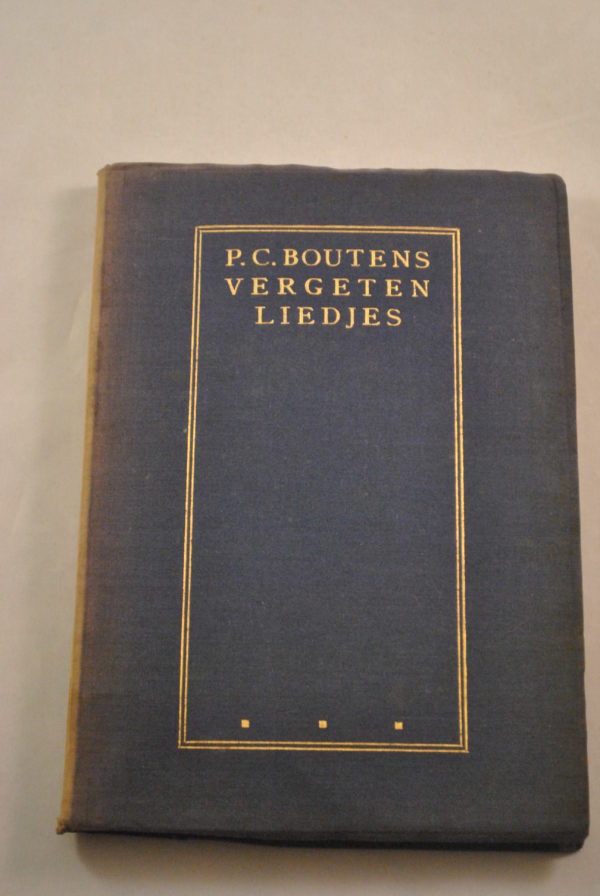 P. C. BOUTENS
VERGETEN
LIEDJES